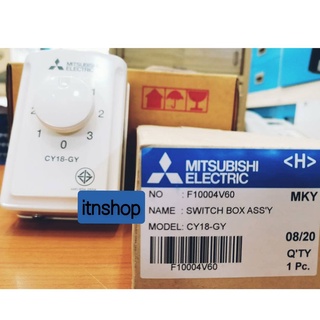 MITSUBISHI
ELECTRIC
2 2
1 0 3
CY18-GY
itnshop
MITSUBISHI
ELECTRIC
<H>
NO : F10004V60
MKY
NAME : SWITCH BOX ASS'Y
MODEL: CY18-GY
08/20
Q'TY
1 Pc.
F10004V60